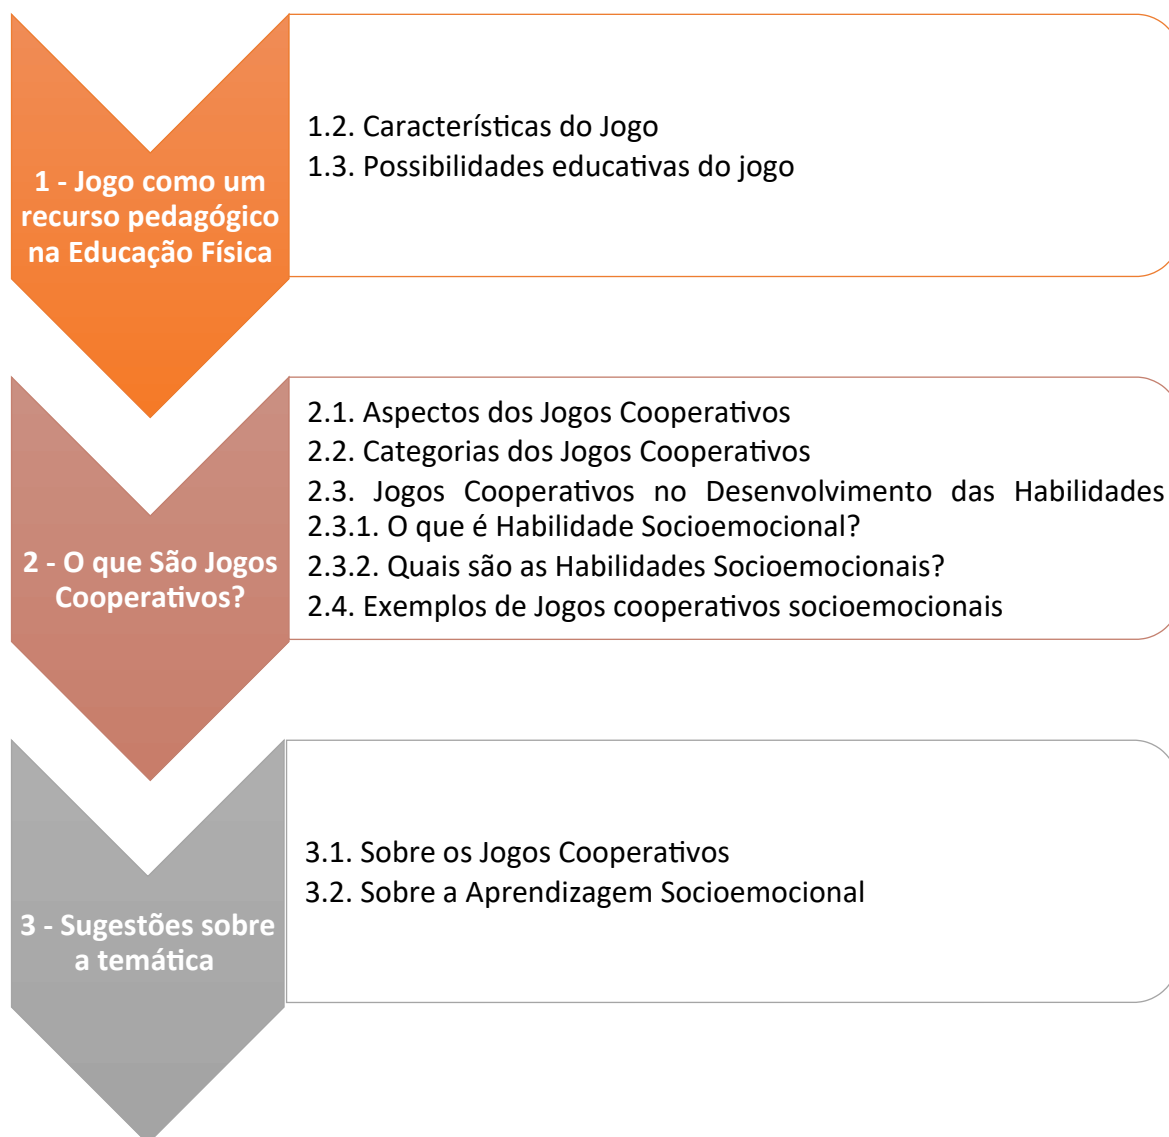 1 - Jogo como um
recurso pedagógico
na Educação Física
1.2. Características do Jogo
1.3. Possibilidades educativas do jogo
2 - O que São Jogos
Cooperativos?
2.1. Aspectos dos Jogos Cooperativos
2.2. Categorias dos Jogos Cooperativos
2.3. Jogos Cooperativos no Desenvolvimento das Habilidades
2.3.1. O que é Habilidade Socioemocional?
2.3.2. Quais são as Habilidades Socioemocionais?
2.4. Exemplos de Jogos cooperativos socioemocionais
3 - Sugestões sobre
a temática
3.1. Sobre os Jogos Cooperativos
3.2. Sobre a Aprendizagem Socioemocional